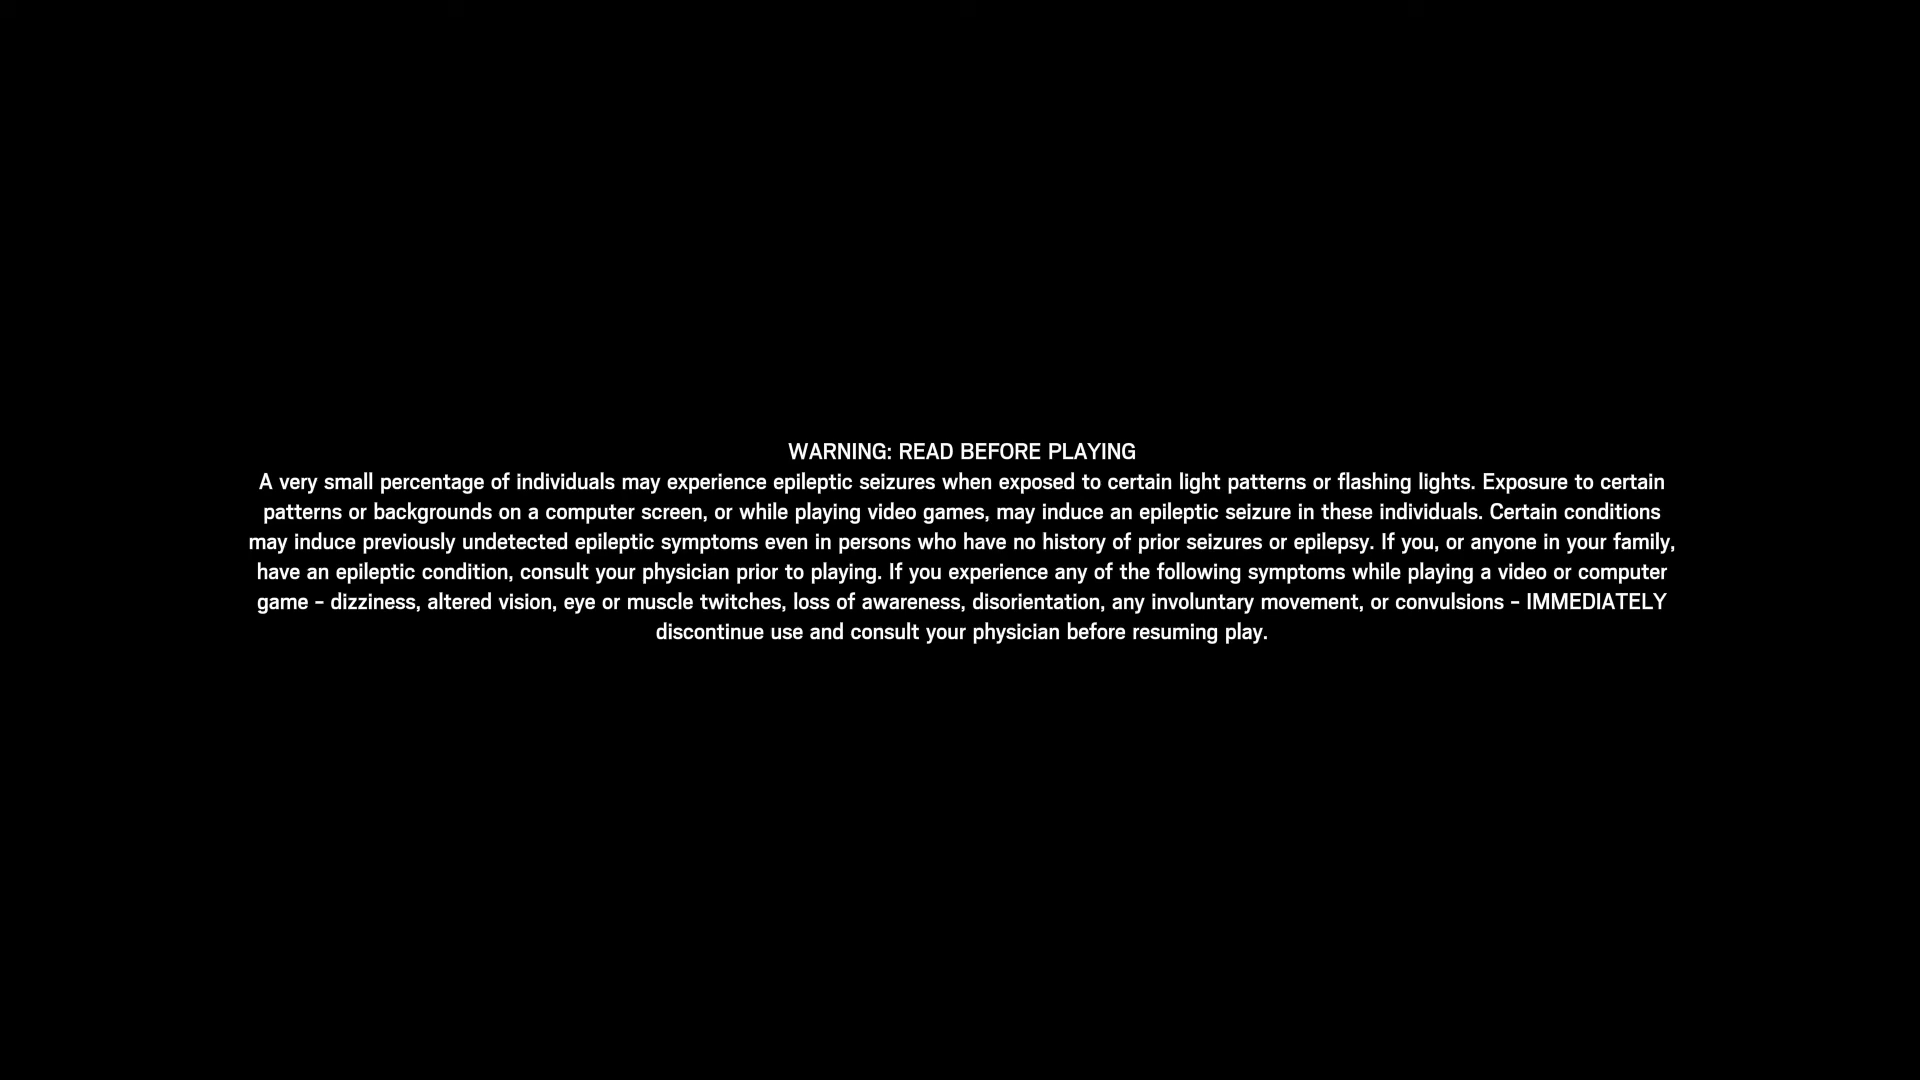 WARNING: READ BEFORE PLAYING
A very small percentage of individuals may experience epileptic seizures when exposed to certain light patterns or flashing lights. Exposure to certain
patterns or backgrounds on a computer screen, or while playing video games, may induce an epileptic seizure in these individuals. Certain conditions
may induce previously undetected epileptic symptoms even in persons who have no history of prior seizures or epilepsy. If you, or anyone in your family,
have an epileptic condition, consult your physician prior to playing. If you experience any of the following symptoms while playing a video or computer
game - dizziness, altered vision, eye or muscle twitches, loss of awareness, disorientation, any involuntary movement, or convulsions - IMMEDIATELY
discontinue use and consult your physician before resuming play.